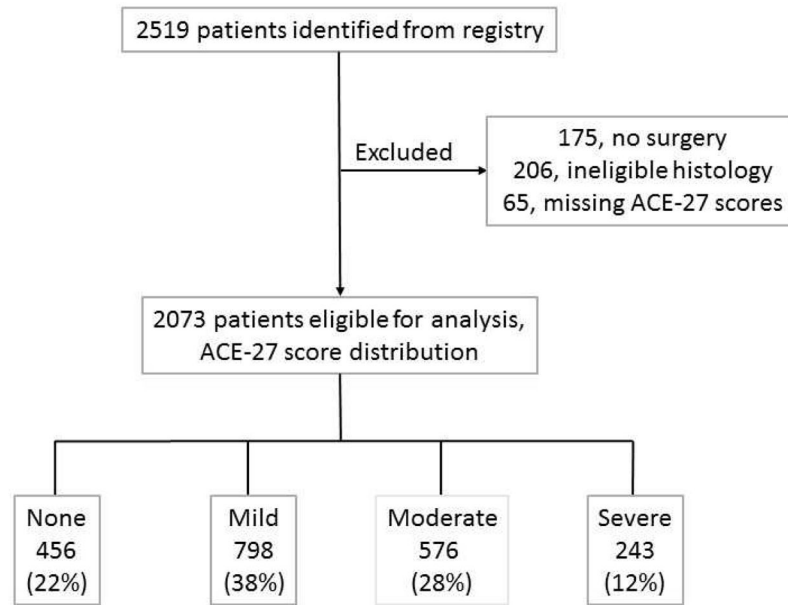 2519 patients identified from registry
Excluded
175, no surgery
206, ineligible histology
65, missing ACE-27 scores
2073 patients eligible for analysis,
ACE-27 score distribution
None
456
(22%)
Mild
798
(38%)
Moderate
576
(28%)
Severe
243
(12%)